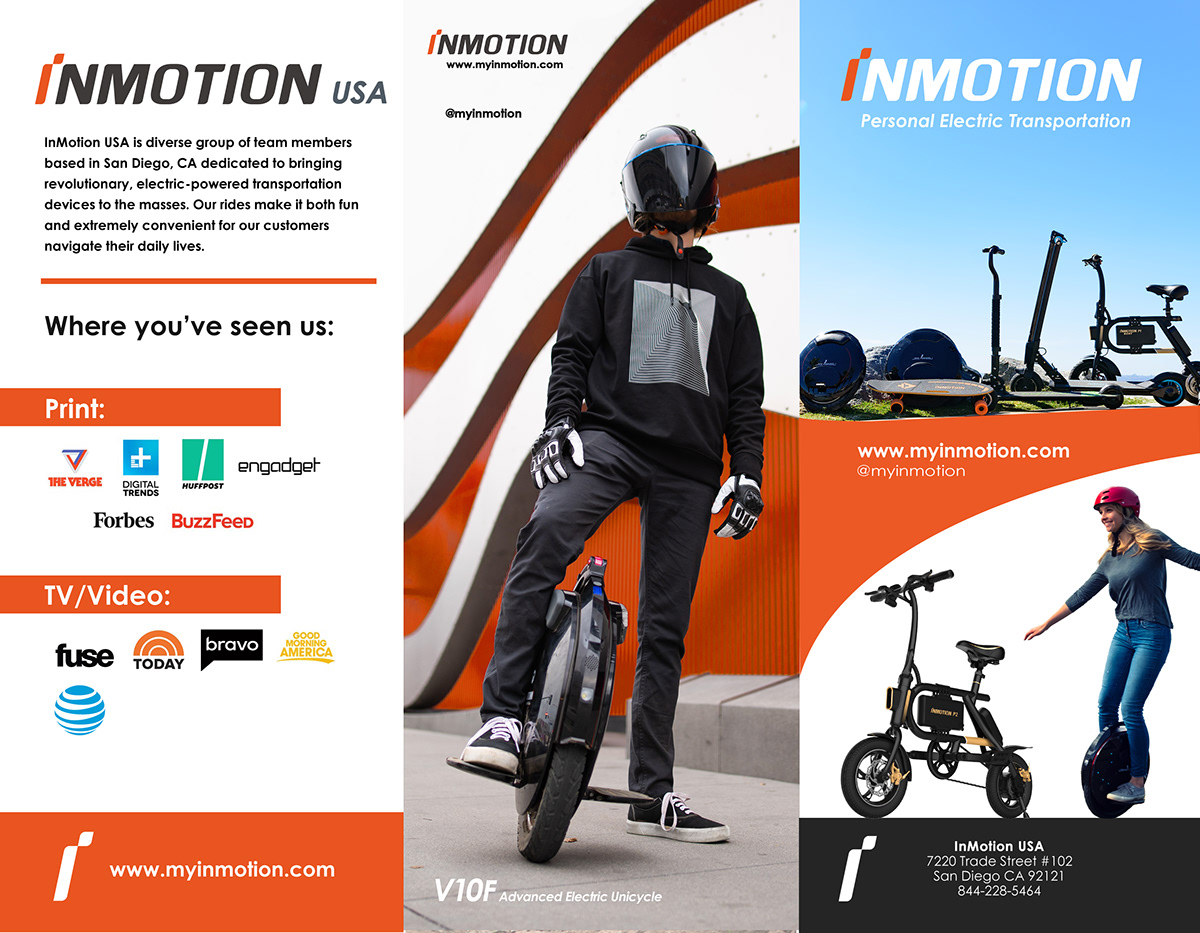 INMOTION USA
InMotion USA is diverse group of team members
based in San Diego, CA dedicated to bringing
revolutionary, electric-powered transportation
devices to the masses. Our rides make it both fun
and extremely convenient for our customers
navigate their daily lives.
Where you’ve seen us:
Print:
THE VERGE
DIGITAL
TRENDS
HUFFPOST
engadget
Forbes
BuzzFeeD
TV/Video:
fuse
TODAY
bravo
GOOD
MORNING
AMERICA
www.myinmotion.com
INMOTION
www.myinmotion.com
@myinmotion
V10F Advanced Electric Unicycle
INMOTION
Personal Electric Transportation
www.myinmotion.com
@myinmotion
INMOTION P2
InMotion USA
7220 Trade Street #102
San Diego CA 92121
844-228-5464